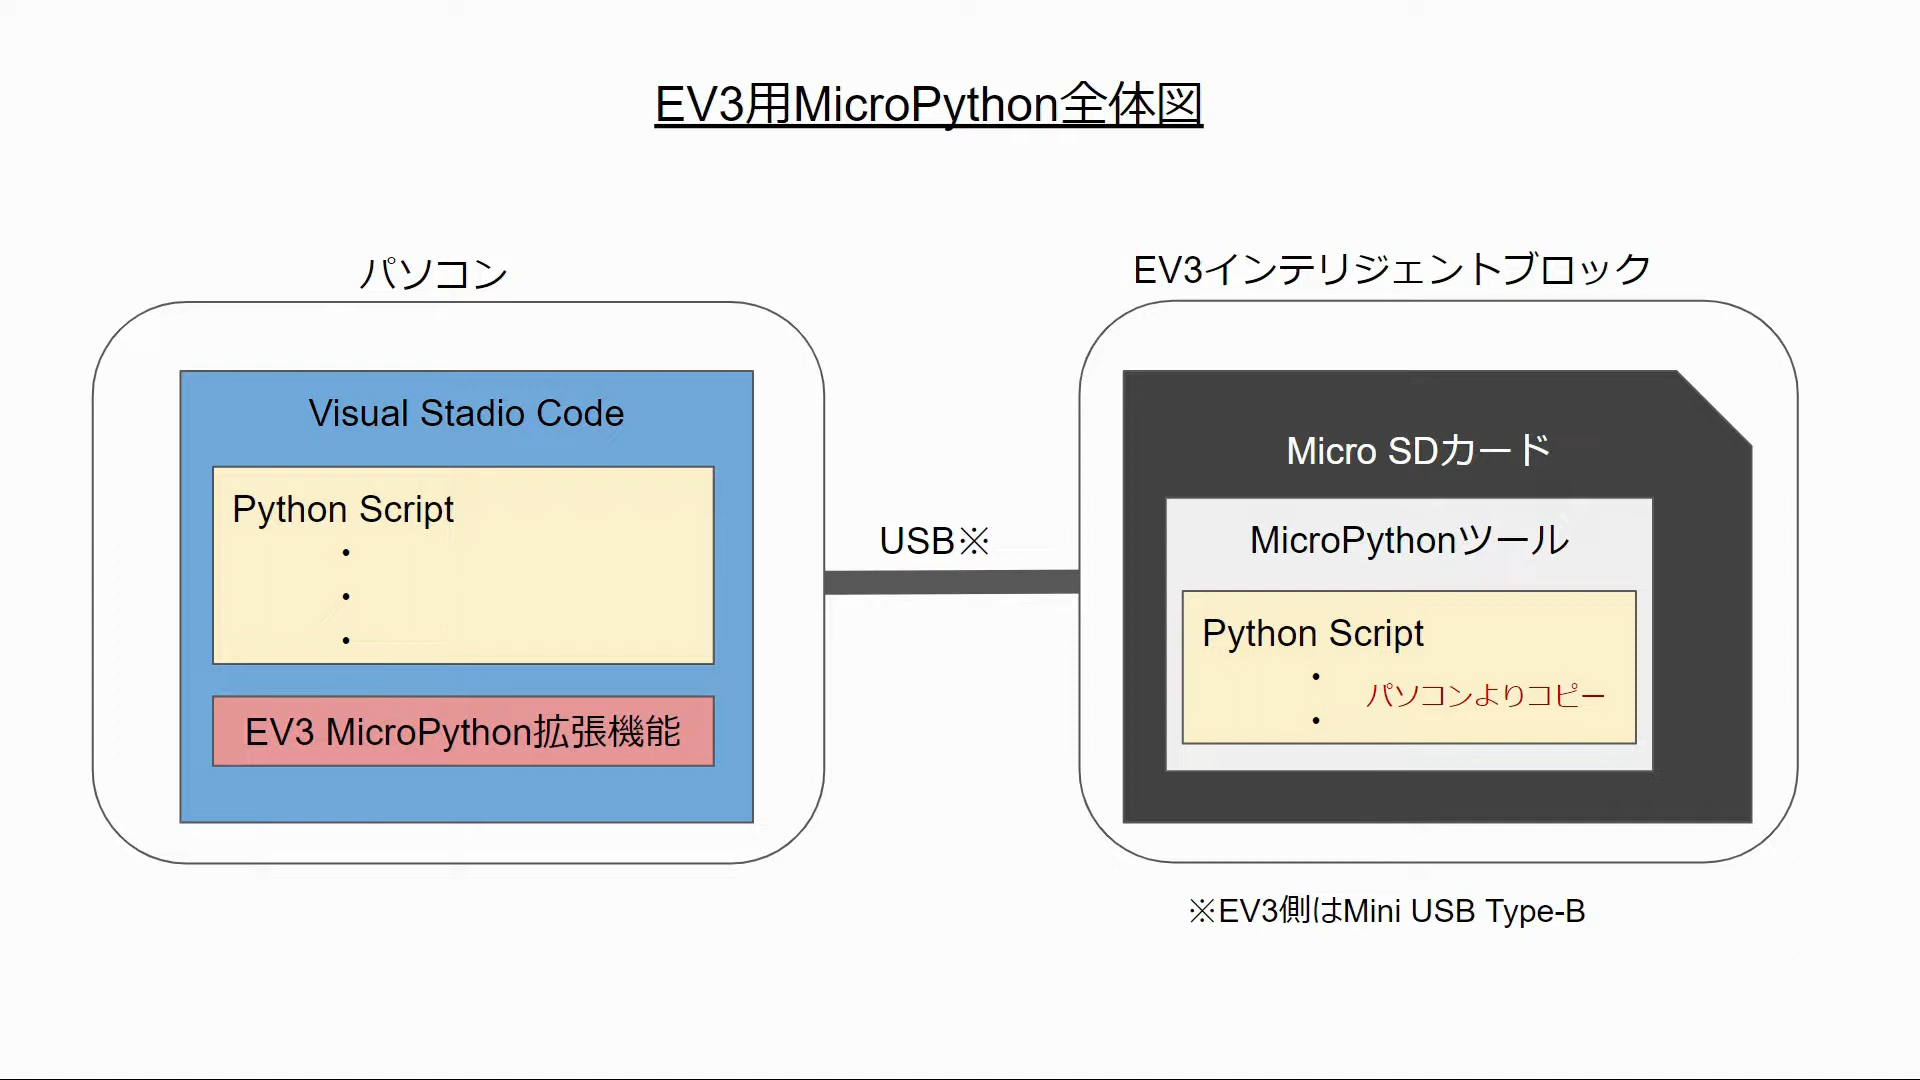 EV3用MicroPython全体図
パソコン
Visual Stadio Code
Python Script
・
・
・
EV3 MicroPython拡張機能
USB※
EV3インテリジェントブロック
Micro SDカード
MicroPythonツール
Python Script
・
パソコンよりコピー
・
※EV3側はMini USB Type-B